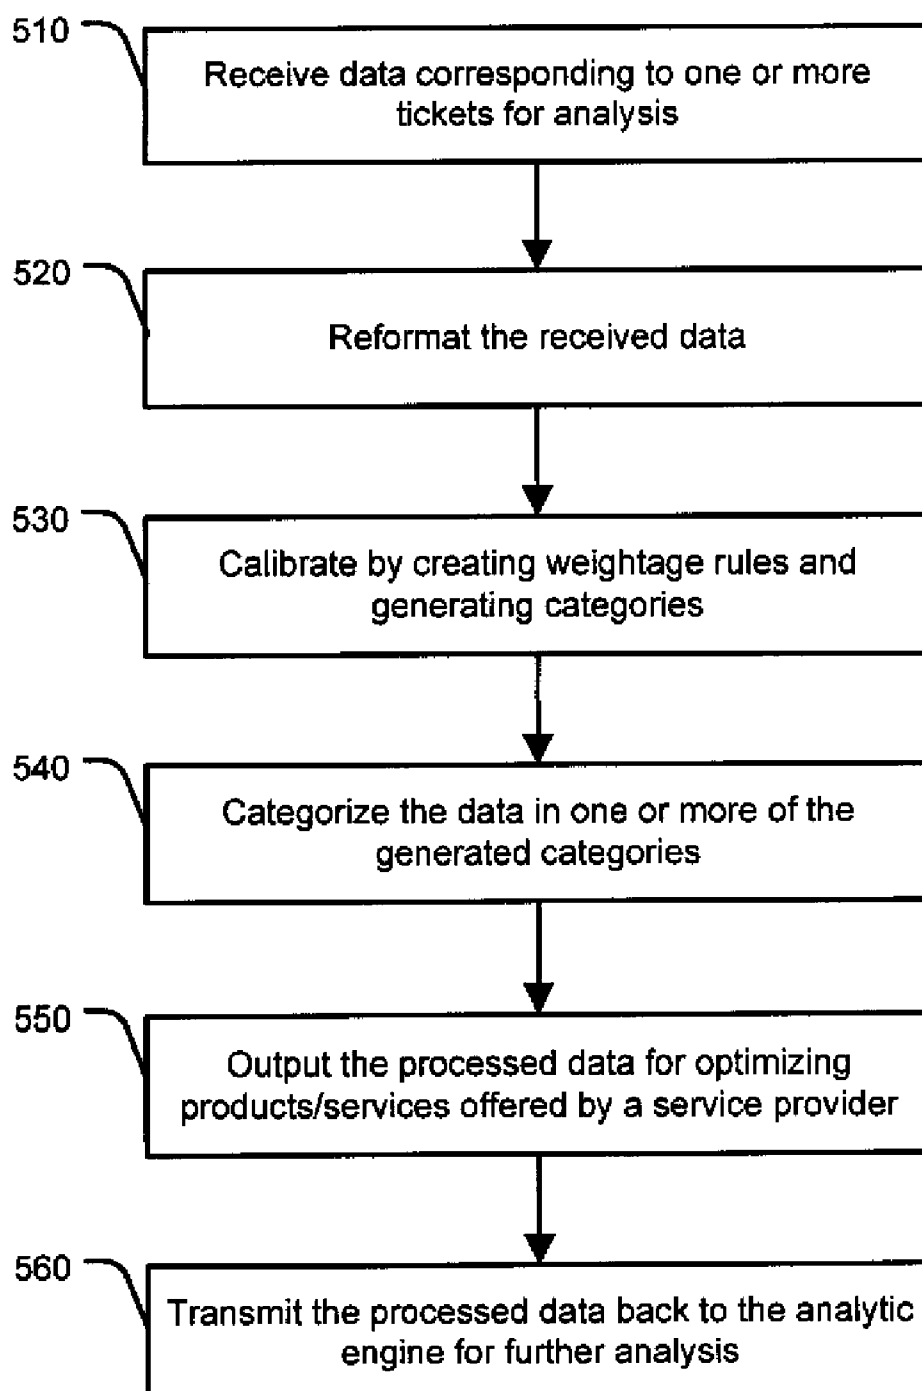 510
Receive data corresponding to one or more
tickets for analysis
520
Reformat the received data
530
Calibrate by creating weightage rules and
generating categories
540
Categorize the data in one or more of the
generated categories
550
Output the processed data for optimizing
products/services offered by a service provider
560
Transmit the processed data back to the analytic
engine for further analysis